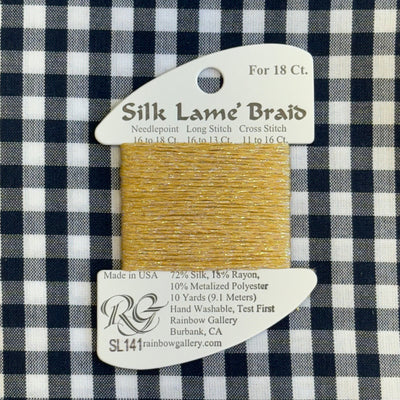 For 18 Ct.
Silk Lame' Braid
Needlepoint Long Stitch Cross Stitch
16 to 18 Ct. 16 to 13 Ct. 11 to 16 Ct.
Made in USA
72% Silk, 18% Rayon,
10% Metalized Polyester
10 Yards (9.1 Meters)
Hand Washable, Test First
Rainbow Gallery
Burbank, CA
RG
SL141 rainbowgallery.com